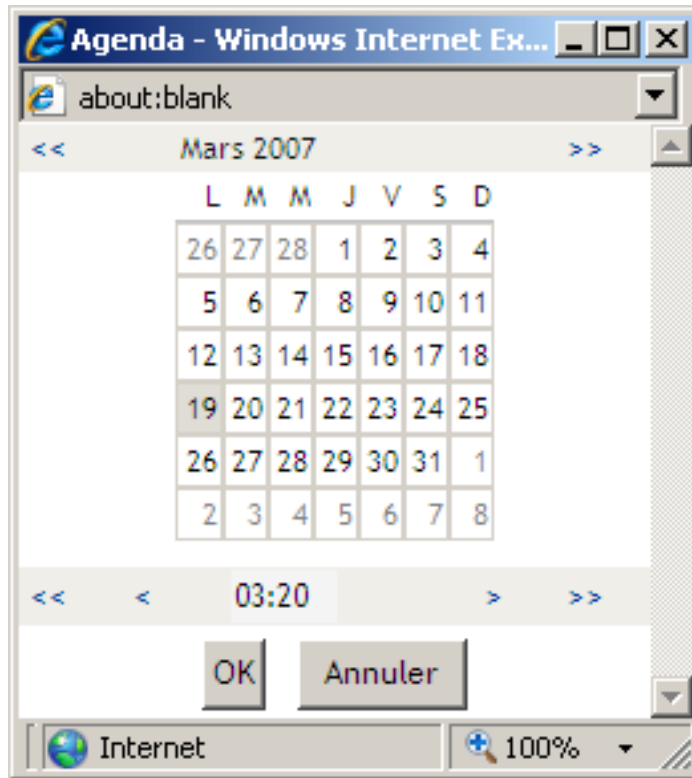 Agenda - Windows Internet Ex...
about:blank
<< Mars 2007 >>
L M M J V S D
26 27 28 1 2 3 4
5 6 7 8 9 10 11
12 13 14 15 16 17 18
19 20 21 22 23 24 25
26 27 28 29 30 31 1
2 3 4 5 6 7 8
<< < 03:20 > >>
OK Annuler
Internet 100%